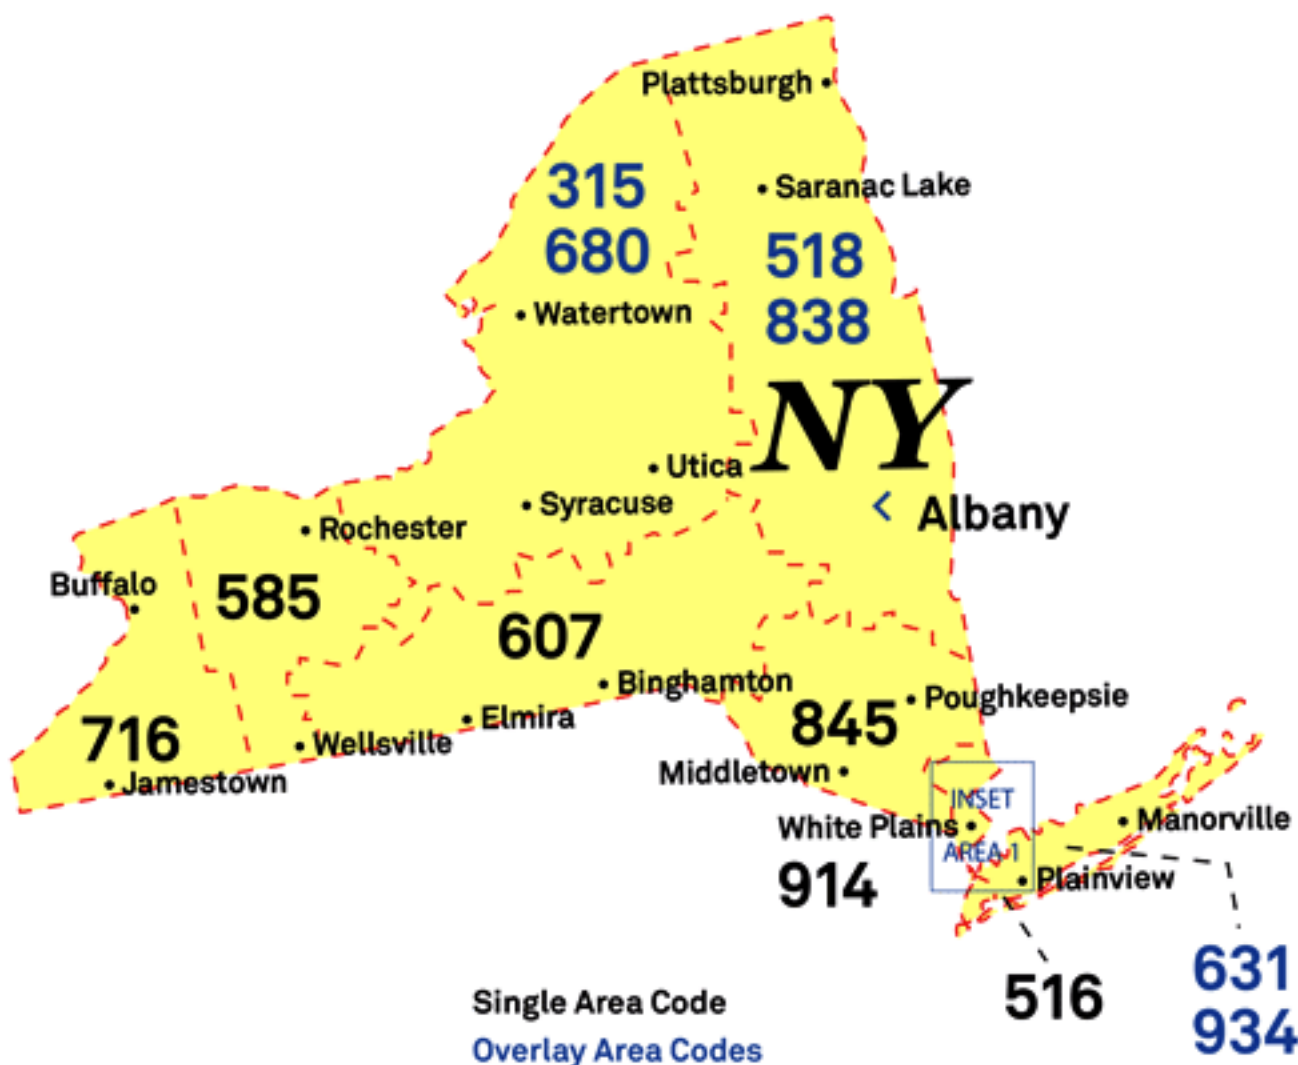 Plattsburgh
315
680
Saranac Lake
518
838
Watertown
NY
Utica
Syracuse
Albany
Rochester
Buffalo
585
607
Binghamton
Poughkeepsie
845
Elmira
716
Wellsville
Jamestown
Middletown
INSET
AREA 1
White Plains
Manorville
914
Plainview
631
934
516
Single Area Code
Overlay Area Codes